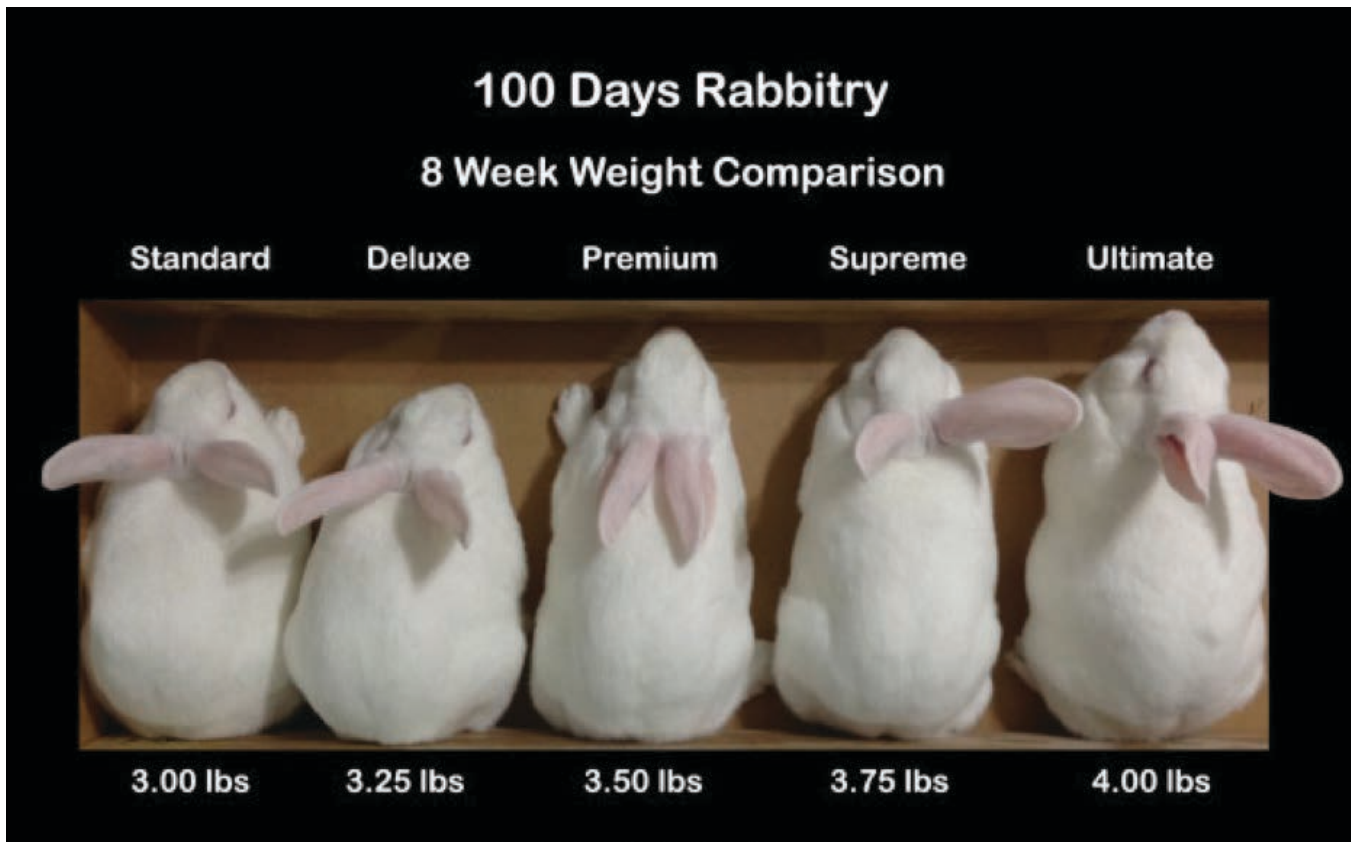 100 Days Rabbitry
8 Week Weight Comparison
Standard Deluxe Premium Supreme Ultimate
3.00 lbs 3.25 lbs 3.50 lbs 3.75 lbs 4.00 lbs